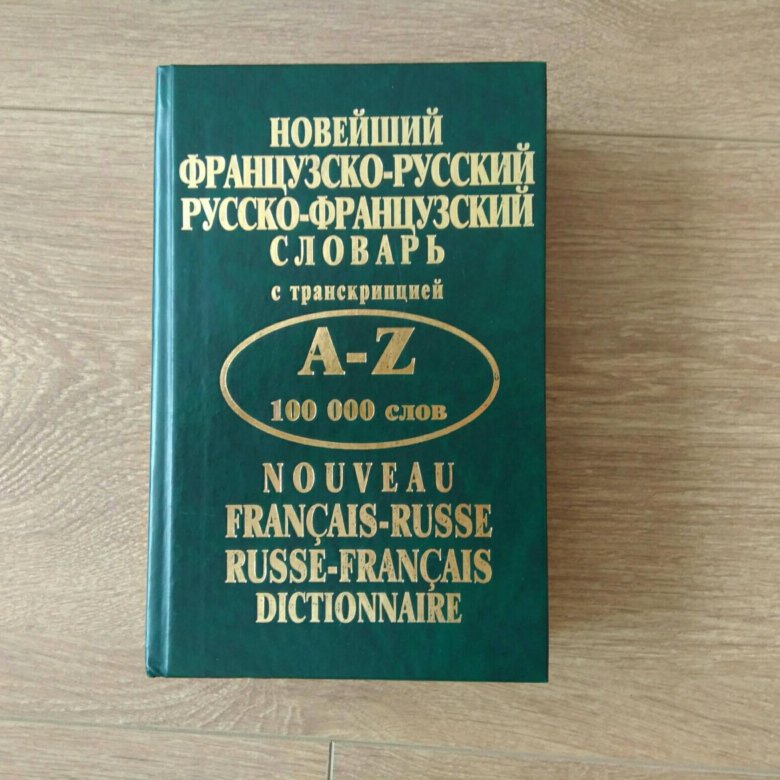 НОВЕЙШИЙ
ФРАНЦУЗСКО-РУССКИЙ
РУССКО-ФРАНЦУЗСКИЙ
СЛОВАРЬ
с транскрипцией
A-Z
100 000 слов
NOUVEAU
FRANÇAIS-RUSSE
RUSSE-FRANÇAIS
DICTIONNAIRE